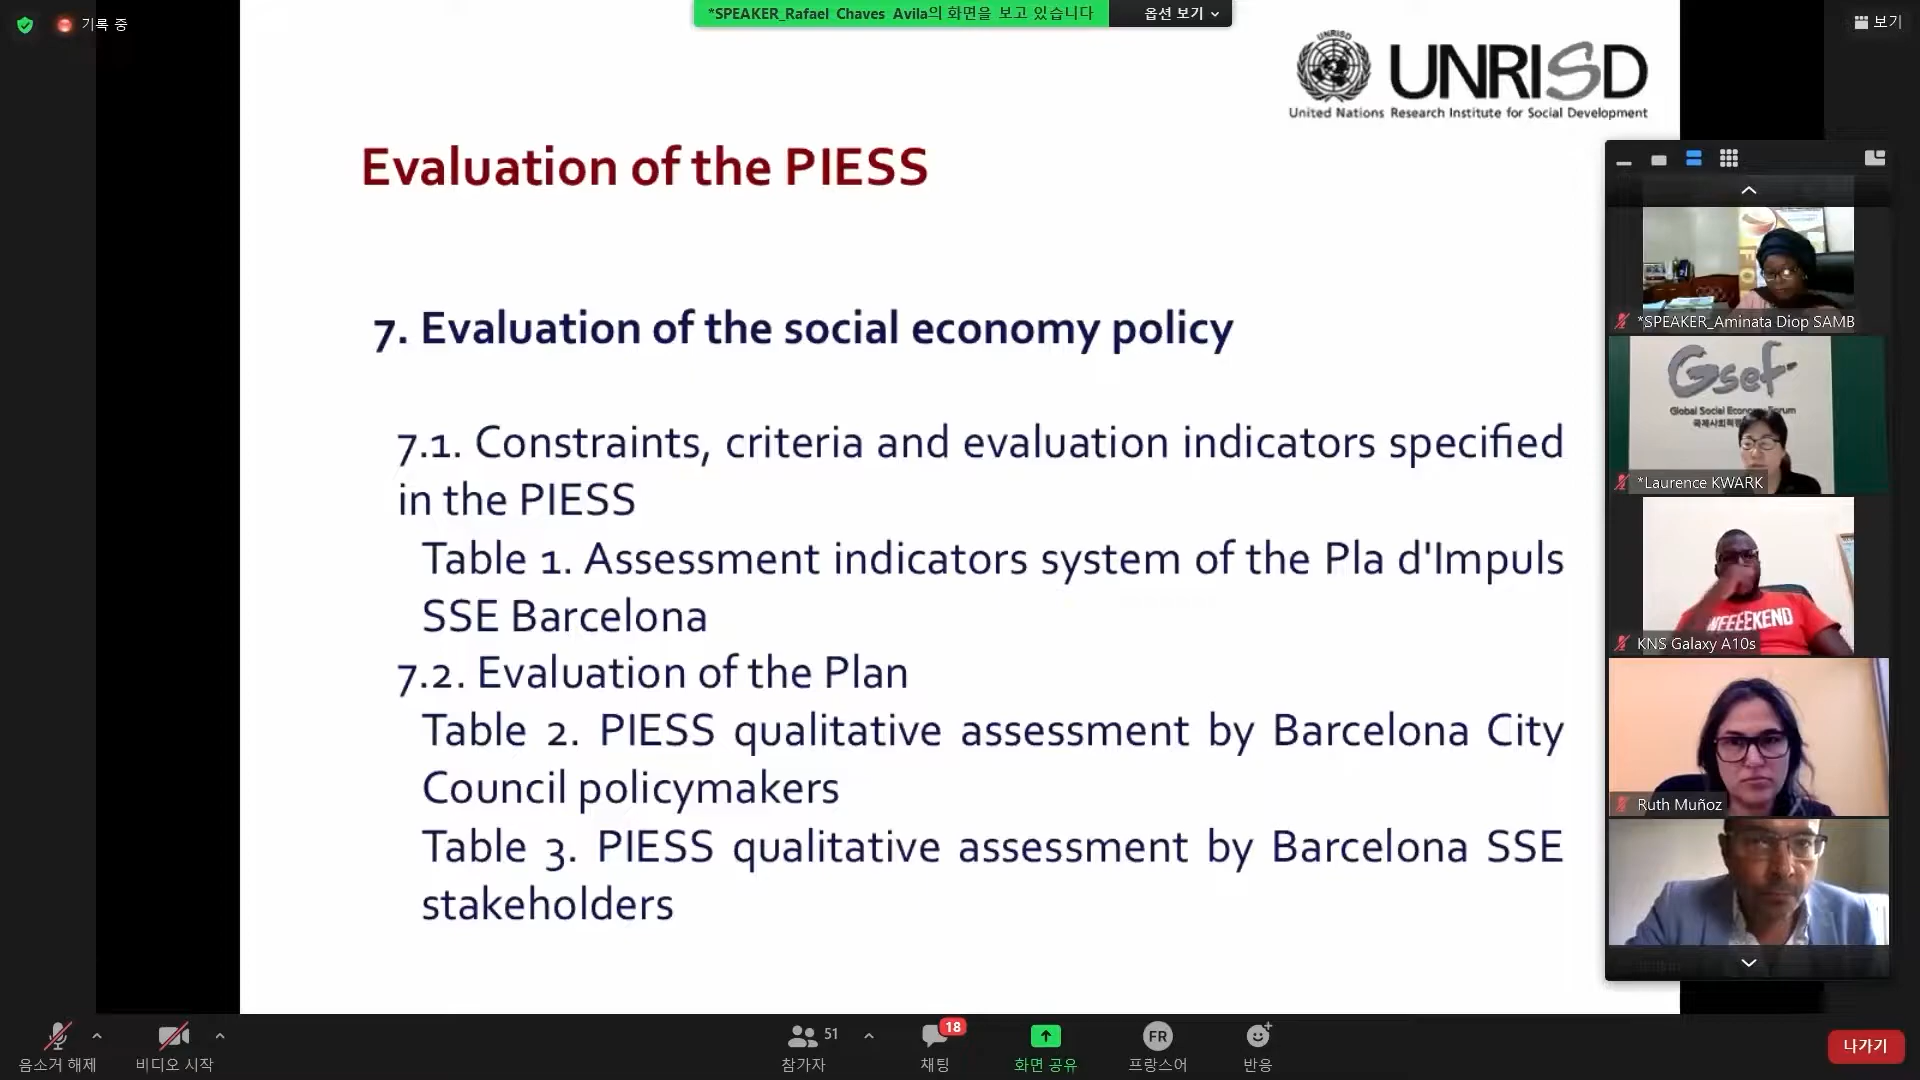 기록 중
*SPEAKER_Rafael Chaves Avila의 화면을 보고 있습니다
옵션 보기
보기
UNRISD
UNRISD
United Nations Research Institute for Social Development
Evaluation of the PIESS
7. Evaluation of the social economy policy
7.1. Constraints, criteria and evaluation indicators specified
in the PIESS
Table 1. Assessment indicators system of the Pla d'Impuls
SSE Barcelona
7.2. Evaluation of the Plan
Table 2. PIESS qualitative assessment by Barcelona City
Council policymakers
Table 3. PIESS qualitative assessment by Barcelona SSE
stakeholders
*SPEAKER_Aminata Diop SAMB
Gsef
Global Social Economy Forum
*Laurence KWARK
WEEEEKEND
KNS Galaxy A10s
Ruth Muñoz
음소거 해제
비디오 시작
51
참가자
18
채팅
화면 공유
FR
프랑스어
반응
나가기